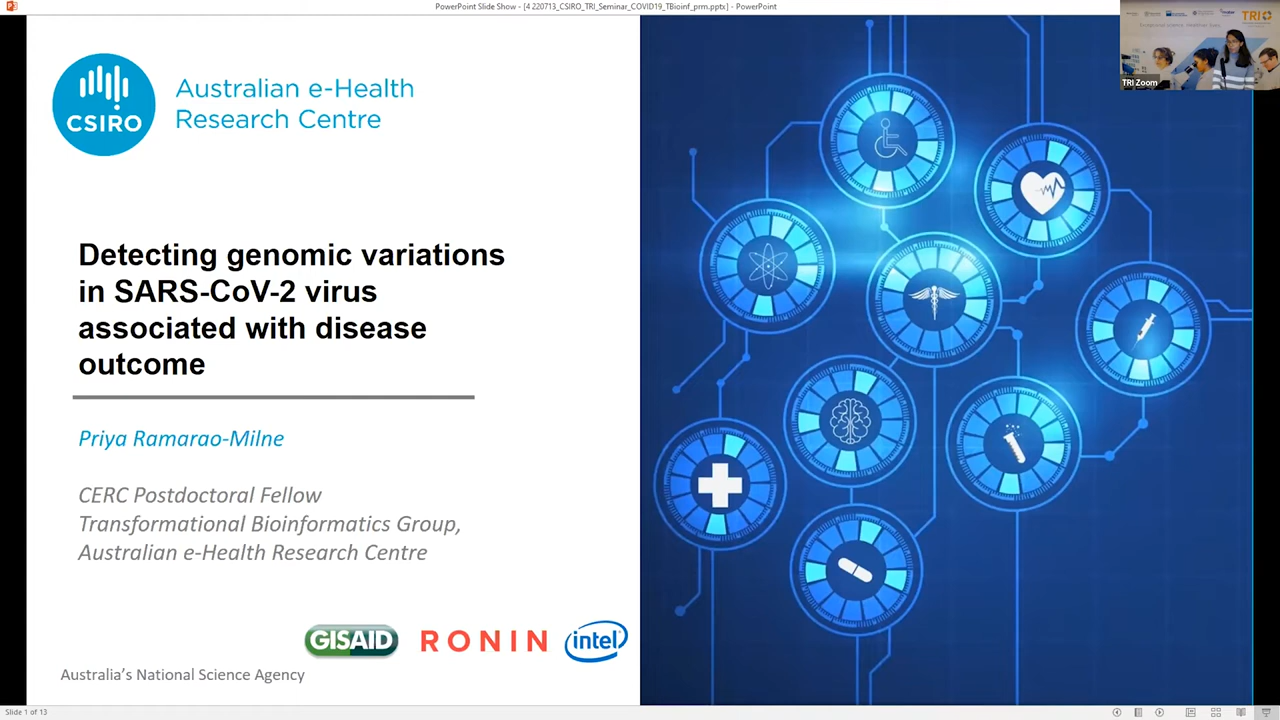 PowerPoint Slide Show - [4 220713_CSIRO_TRI_Seminar_COVID19_TBioinf_prm.pptx] - PowerPoint
TRI
TRI Zoom
CSIRO
Australian e-Health
Research Centre
Detecting genomic variations
in SARS-CoV-2 virus
associated with disease
outcome
Priya Ramarao-Milne
CERC Postdoctoral Fellow
Transformational Bioinformatics Group,
Australian e-Health Research Centre
GISAID
RONIN
intel
Australia's National Science Agency
Slide 1 of 13